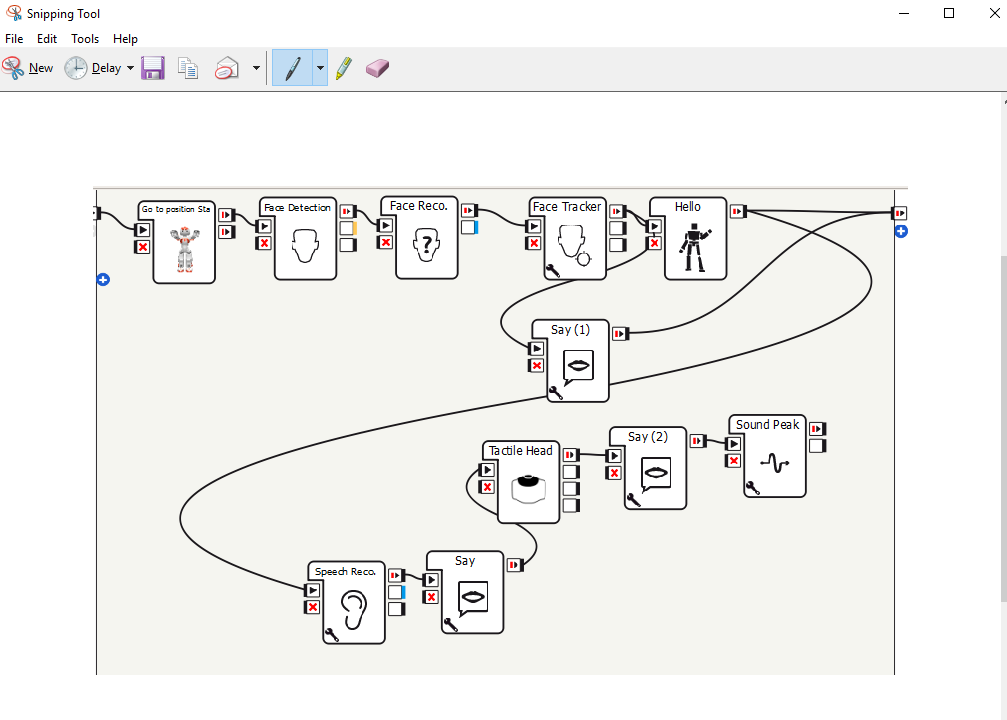 Snipping Tool
File Edit Tools Help
New Delay
Go to position Sta
Face Detection
Face Reco.
Face Tracker
Hello
?
Say (1)
Tactile Head
Say (2)
Sound Peak
Speech Reco.
Say